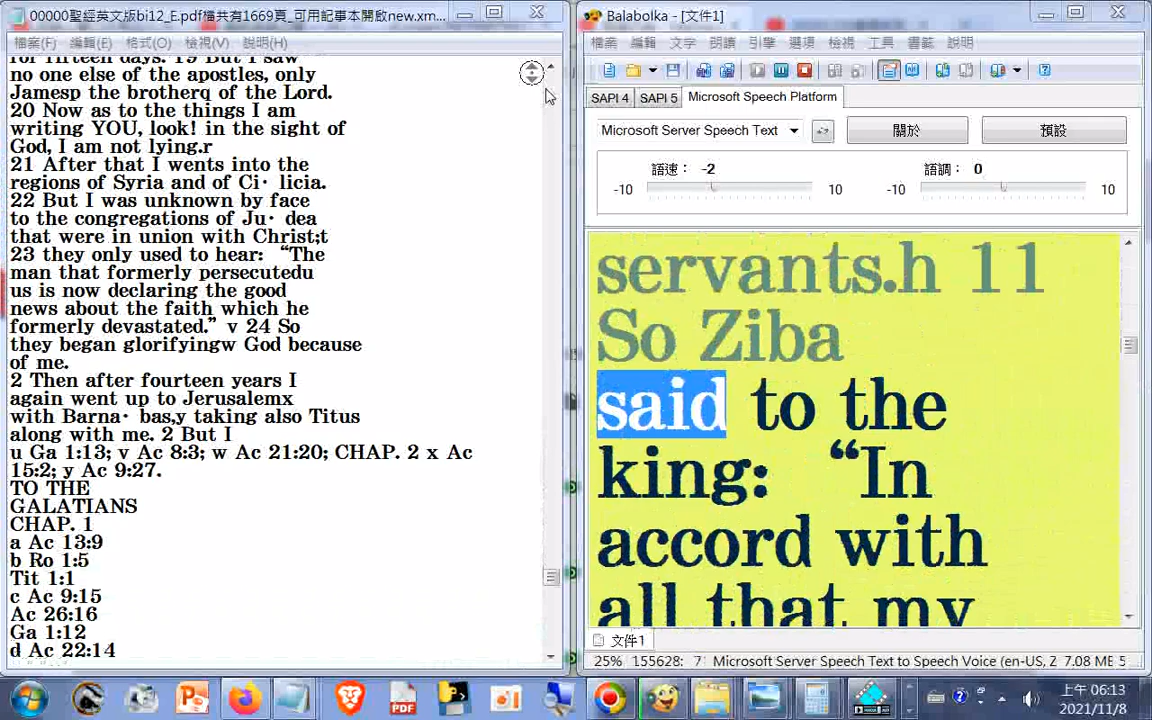 00000聖經英文版bi12_E.pdf檔共有1669頁_可用記事本開啟new.xm...
檔案(F) 編輯(E) 格式(O) 檢視(V) 說明(H)
for fifteen days. 19 But I saw
no one else of the apostles, only
Jamesp the brotherq of the Lord.
20 Now as to the things I am
writing YOU, look! in the sight of
God, I am not lying.r
21 After that I wents into the
regions of Syria and of Ci· licia.
22 But I was unknown by face
to the congregations of Ju· dea
that were in union with Christ;t
23 they only used to hear: “The
man that formerly persecutedu
us is now declaring the good
news about the faith which he
formerly devastated.” v 24 So
they began glorifyingw God because
of me.
2 Then after fourteen years I
again went up to Jerusalemx
with Barna· bas,y taking also Titus
along with me. 2 But I
u Ga 1:13; v Ac 8:3; w Ac 21:20; CHAP. 2 x Ac
15:2; y Ac 9:27.
TO THE
GALATIANS
CHAP. 1
a Ac 13:9
b Ro 1:5
Tit 1:1
c Ac 9:15
Ac 26:16
Ga 1:12
d Ac 22:14
Balabolka - [文件1]
檔案 編輯 文字 朗讀 引擎 選項 檢視 工具 書籤 說明
SAPI 4 SAPI 5 Microsoft Speech Platform
Microsoft Server Speech Text 關於 預設
語速: -2 語調: 0
-10 10 -10 10
servants.h 11
So Ziba
said to the
king: “In
accord with
all that my
文件1
25% 155628: 7 Microsoft Server Speech Text to Speech Voice (en-US, Z 7.08 MB 5
上午 06:13
2021/11/8